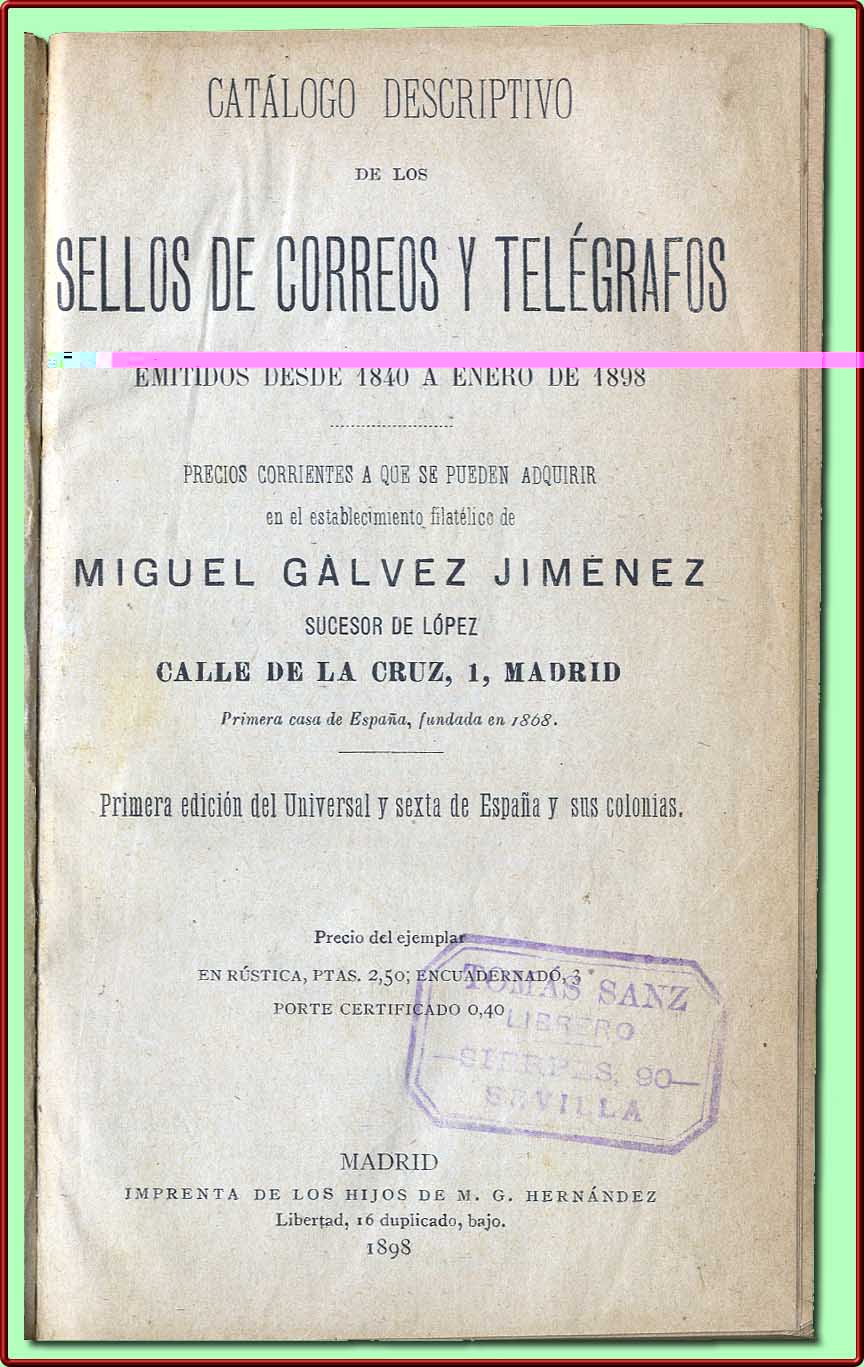 CATÁLOGO DESCRIPTIVO
DE LOS
SELLOS DE CORREOS Y TELÉGRAFOS
EMITIDOS DESDE 1840 A ENERO DE 1898
PRECIOS CORRIENTES A QUE SE PUEDEN ADQUIRIR
en el establecimiento filatélico de
MIGUEL GÁLVEZ JIMÉNEZ
SUCESOR DE LÓPEZ
CALLE DE LA CRUZ, 1, MADRID
Primera casa de España, fundada en 1868.
Primera edición del Universal y sexta de España y sus colonias.
Precio del ejemplar
EN RÚSTICA, PTAS. 2,50; ENCUADERNADO, 3
PORTE CERTIFICADO 0,40
TOMÁS SANZ
LIBRERO
—SIERPES, 90—
SEVILLA
MADRID
IMPRENTA DE LOS HIJOS DE M. G. HERNÁNDEZ
Libertad, 16 duplicado, bajo.
1898